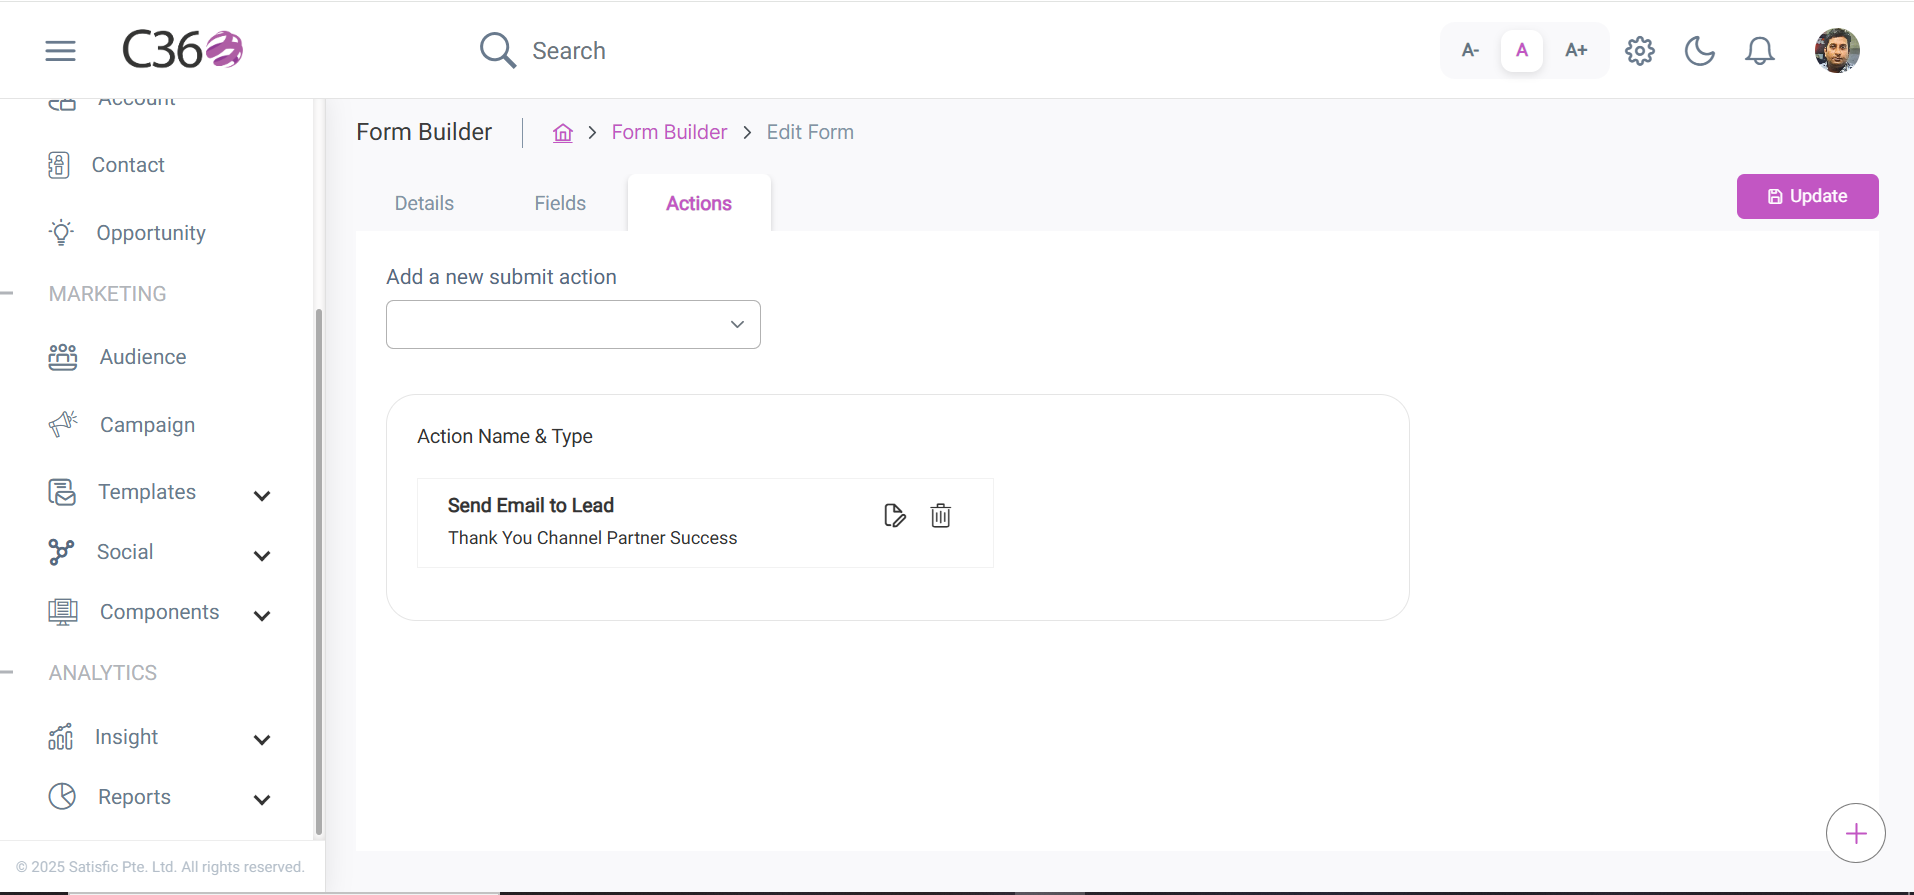 C360
Search
A-
A
A+
Account
Contact
Opportunity
MARKETING
Audience
Campaign
Templates
Social
Components
ANALYTICS
Insight
Reports
© 2025 Satisfic Pte. Ltd. All rights reserved.
Form Builder
Form Builder
Edit Form
Details
Fields
Actions
Update
Add a new submit action
Action Name & Type
Send Email to Lead
Thank You Channel Partner Success